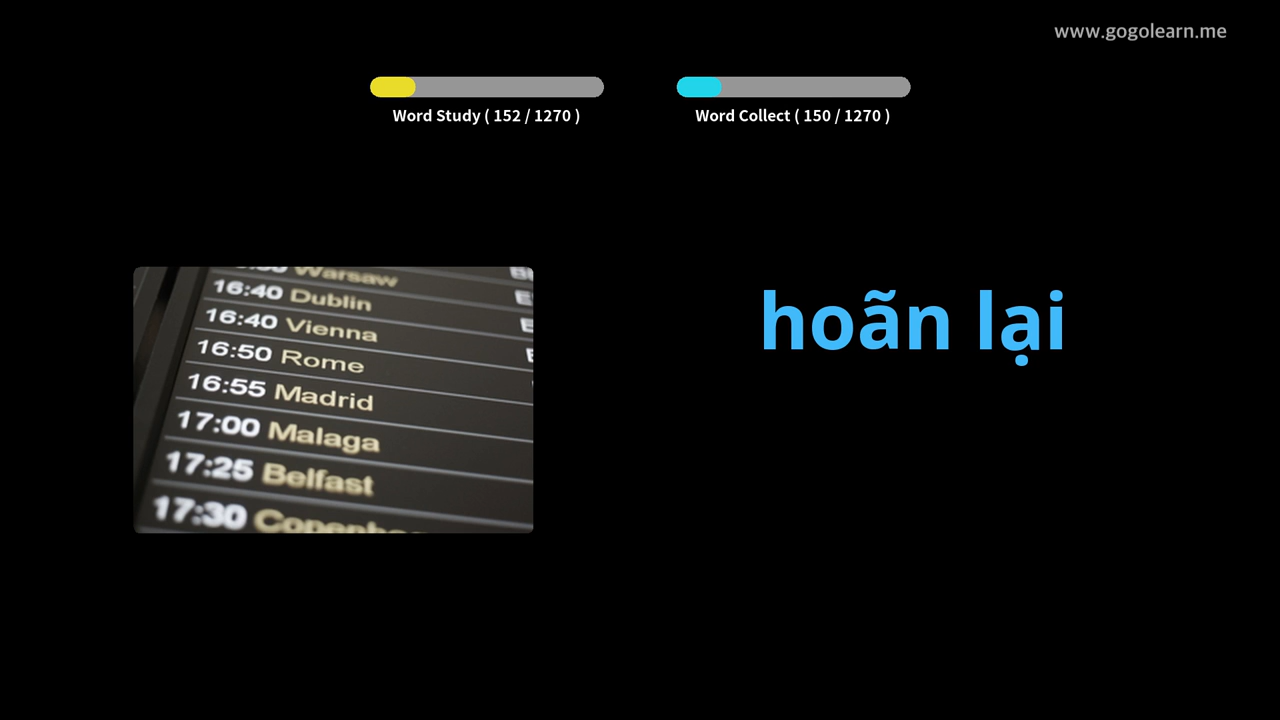 www.gogolearn.me
Word Study ( 152 / 1270 )
Word Collect ( 150 / 1270 )
hoãn lại
Warsaw
16:40 Dublin
16:40 Vienna
16:50 Rome
16:55 Madrid
17:00 Malaga
17:25 Belfast
17:30